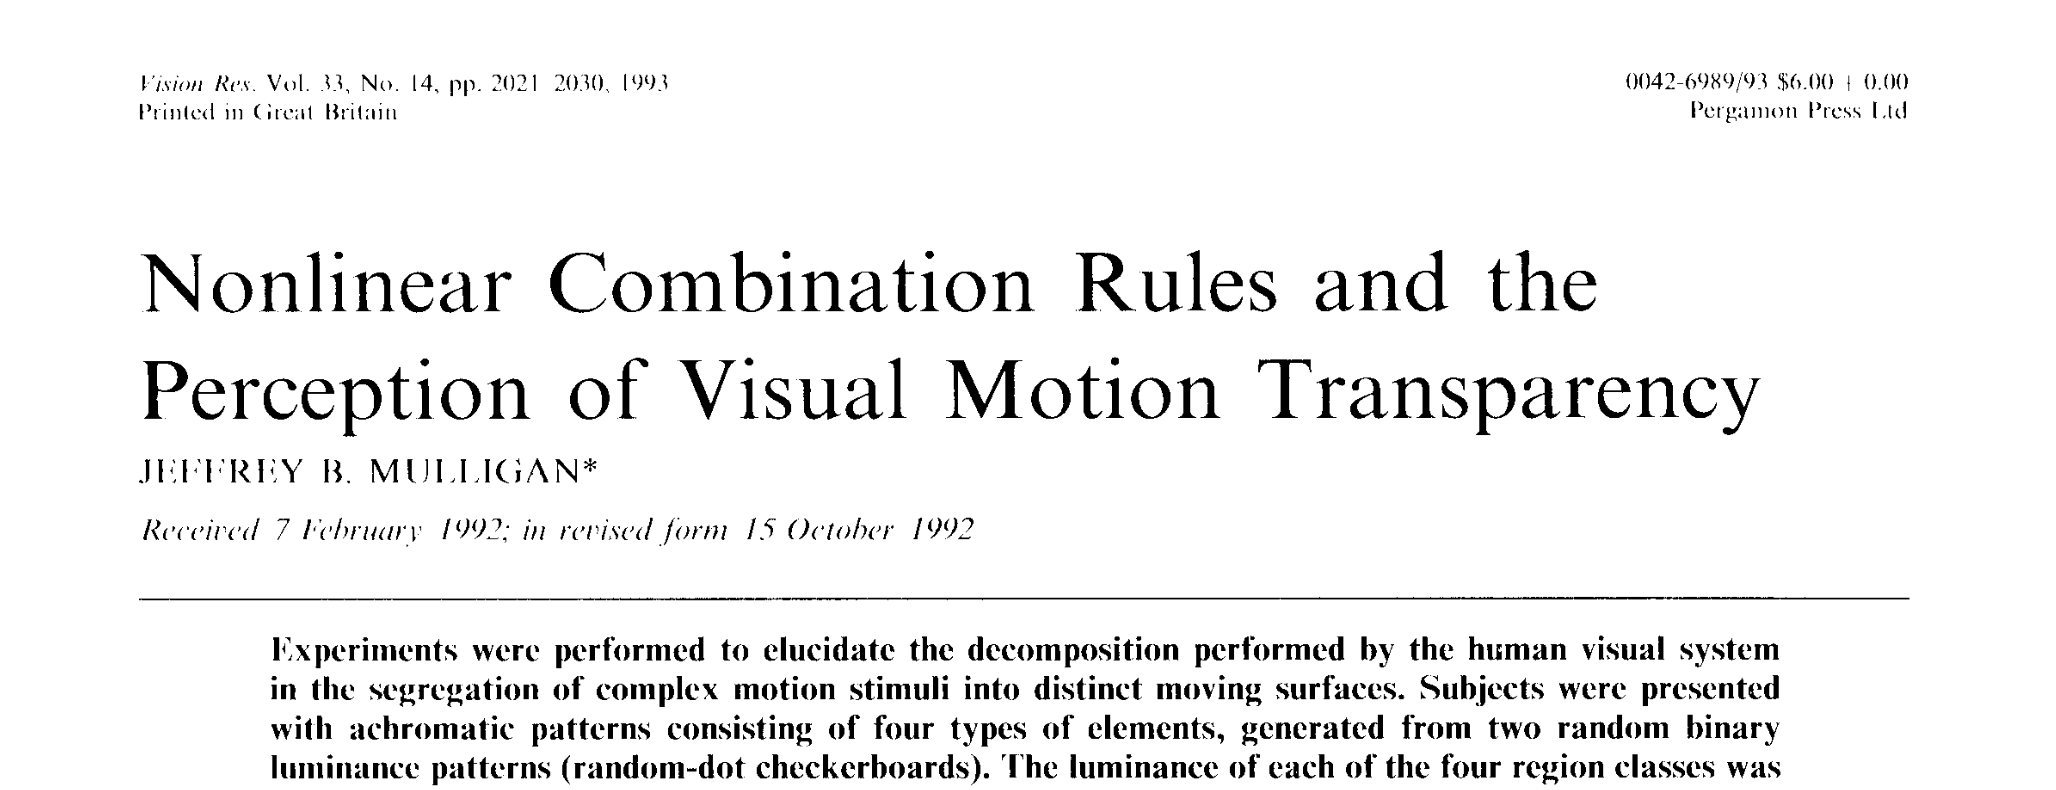 Vision Res. Vol. 33, No. 14, pp. 2021 2030, 1993
Printed in Great Britain
0042-6989/93 $6.00 + 0.00
Pergamon Press Ltd
Nonlinear Combination Rules and the
Perception of Visual Motion Transparency
JEFFREY B. MULLIGAN*
Received 7 February 1992; in revised form 15 October 1992
Experiments were performed to elucidate the decomposition performed by the human visual system
in the segregation of complex motion stimuli into distinct moving surfaces. Subjects were presented
with achromatic patterns consisting of four types of elements, generated from two random binary
luminance patterns (random-dot checkerboards). The luminance of each of the four region classes was